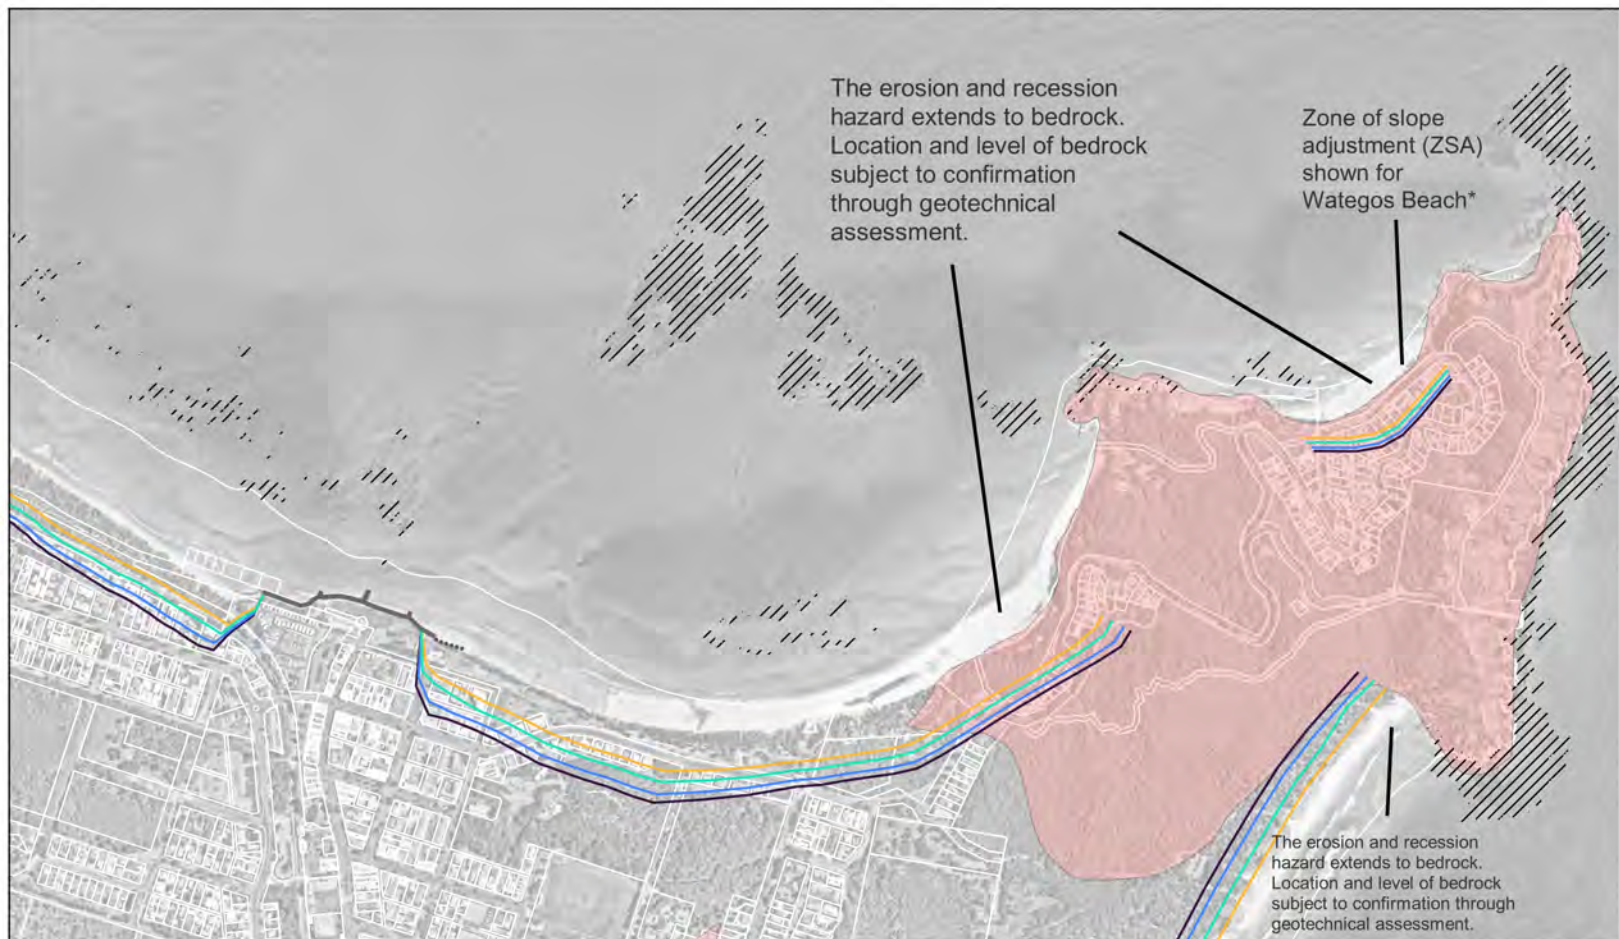 The erosion and recession
hazard extends to bedrock.
Location and level of bedrock
subject to confirmation
through geotechnical
assessment.
Zone of slope
adjustment (ZSA)
shown for
Wategos Beach*
The erosion and recession
hazard extends to bedrock.
Location and level of bedrock
subject to confirmation through
geotechnical assessment.